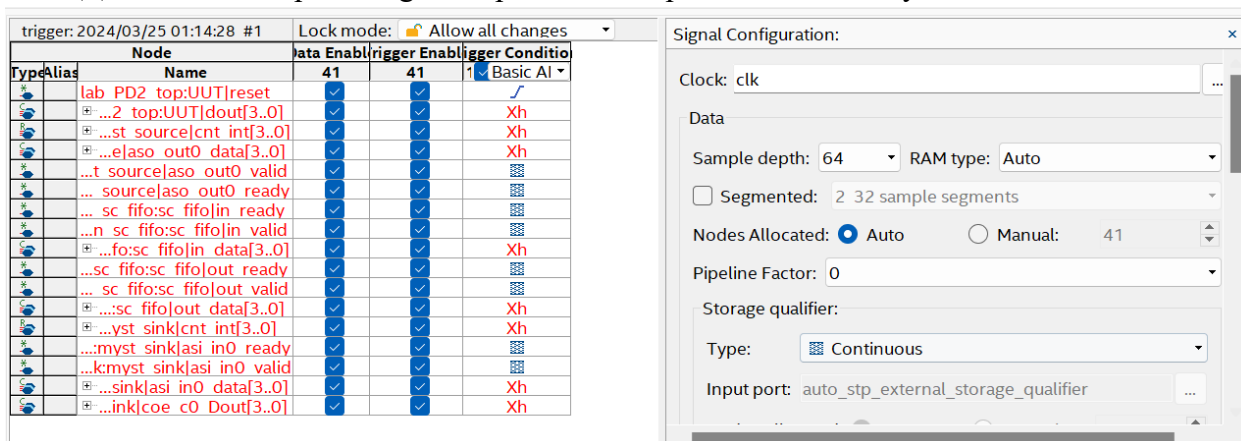 trigger: 2024/03/25 01:14:28 #1
Lock mode: Allow all changes
Node
Data Enabl
rigger Enabl
igger Conditio
Type
Alias
Name
41
41
1 Basic AI
lab PD2 top:UUT|reset
...2 top:UUT|dout[3..0]
Xh
...st source|cnt int[3..0]
Xh
...e|aso out0 data[3..0]
Xh
...t source|aso out0 valid
... source|aso out0 ready
... sc fifo:sc fifo|in ready
...n sc fifo:sc fifo|in valid
...fo:sc fifo|in data[3..0]
Xh
...sc fifo:sc fifo|out ready
... sc fifo:sc fifo|out valid
...:sc fifo|out data[3..0]
Xh
...yst sink|cnt int[3..0]
Xh
...:myst sink|asi in0 ready
...k:myst sink|asi in0 valid
...sink|asi in0 data[3..0]
Xh
...ink|coe c0 Dout[3..0]
Xh
Signal Configuration:
×
Clock: clk
...
Data
Sample depth: 64
RAM type: Auto
Segmented: 2 32 sample segments
Nodes Allocated: Auto Manual: 41
Pipeline Factor: 0
Storage qualifier:
Type: Continuous
Input port: auto_stp_external_storage_qualifier
...